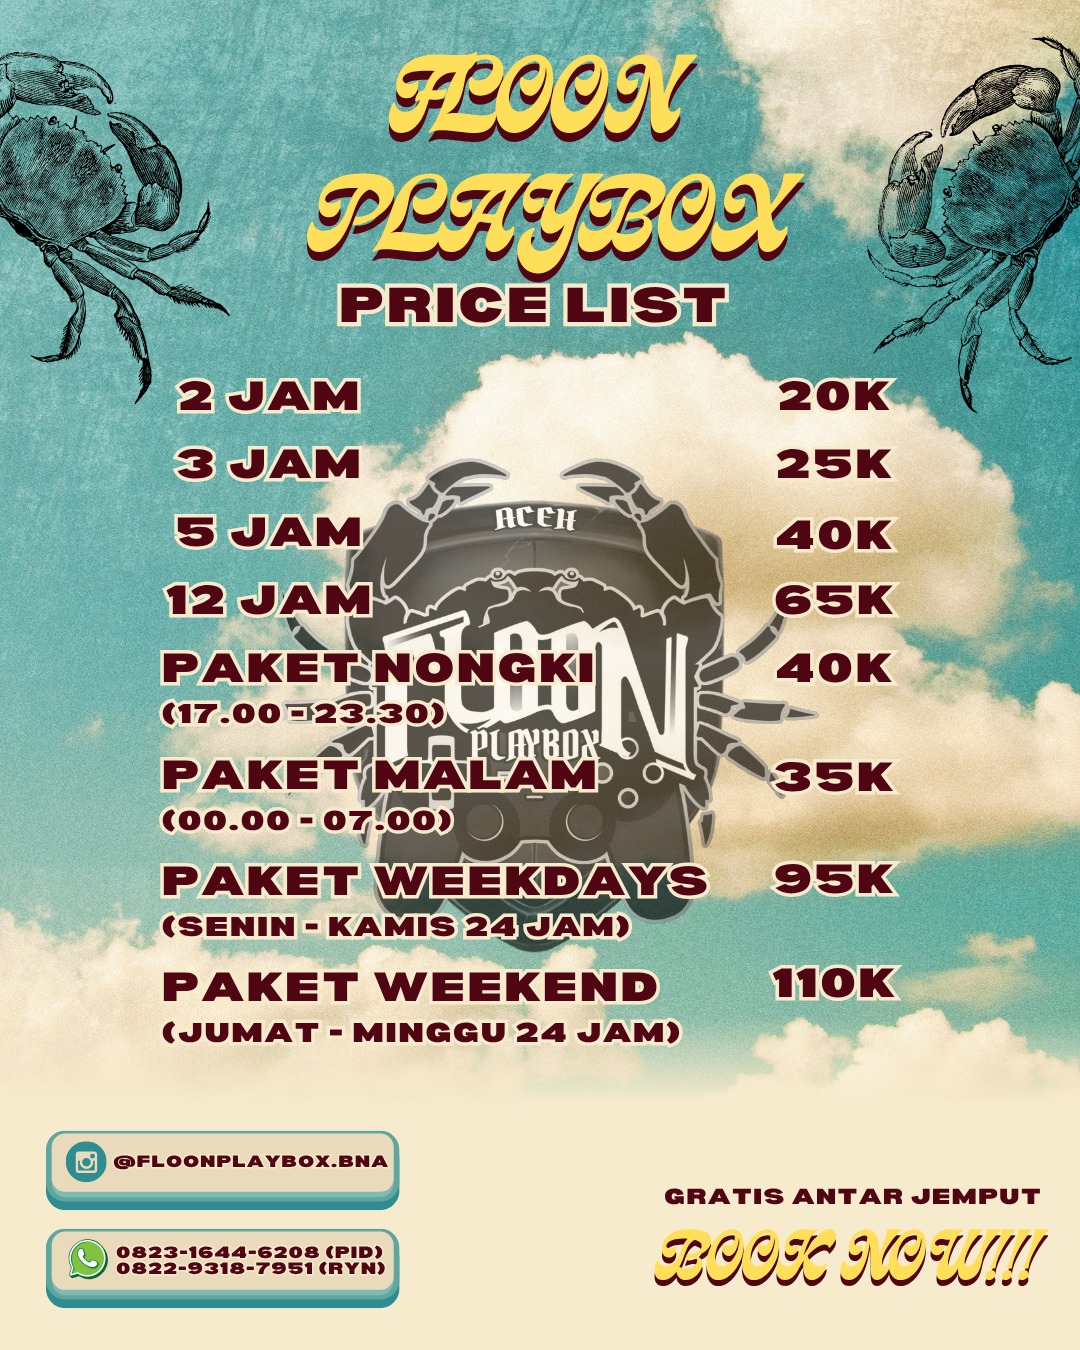 FLOON
PLAYBOX
PRICE LIST
2 JAM 20K
3 JAM 25K
5 JAM 40K
12 JAM 65K
PAKET NONGKI 40K
(17.00 - 23.30)
PAKET MALAM 35K
(00.00 - 07.00)
PAKET WEEKDAYS 95K
(SENIN - KAMIS 24 JAM)
PAKET WEEKEND 110K
(JUMAT - MINGGU 24 JAM)
ACEH
FLOON
PLAYBOX
@FLOONPLAYBOX.BNA
0823-1644-6208 (PID)
0822-9318-7951 (RYN)
GRATIS ANTAR JEMPUT
BOOK NOW!!!